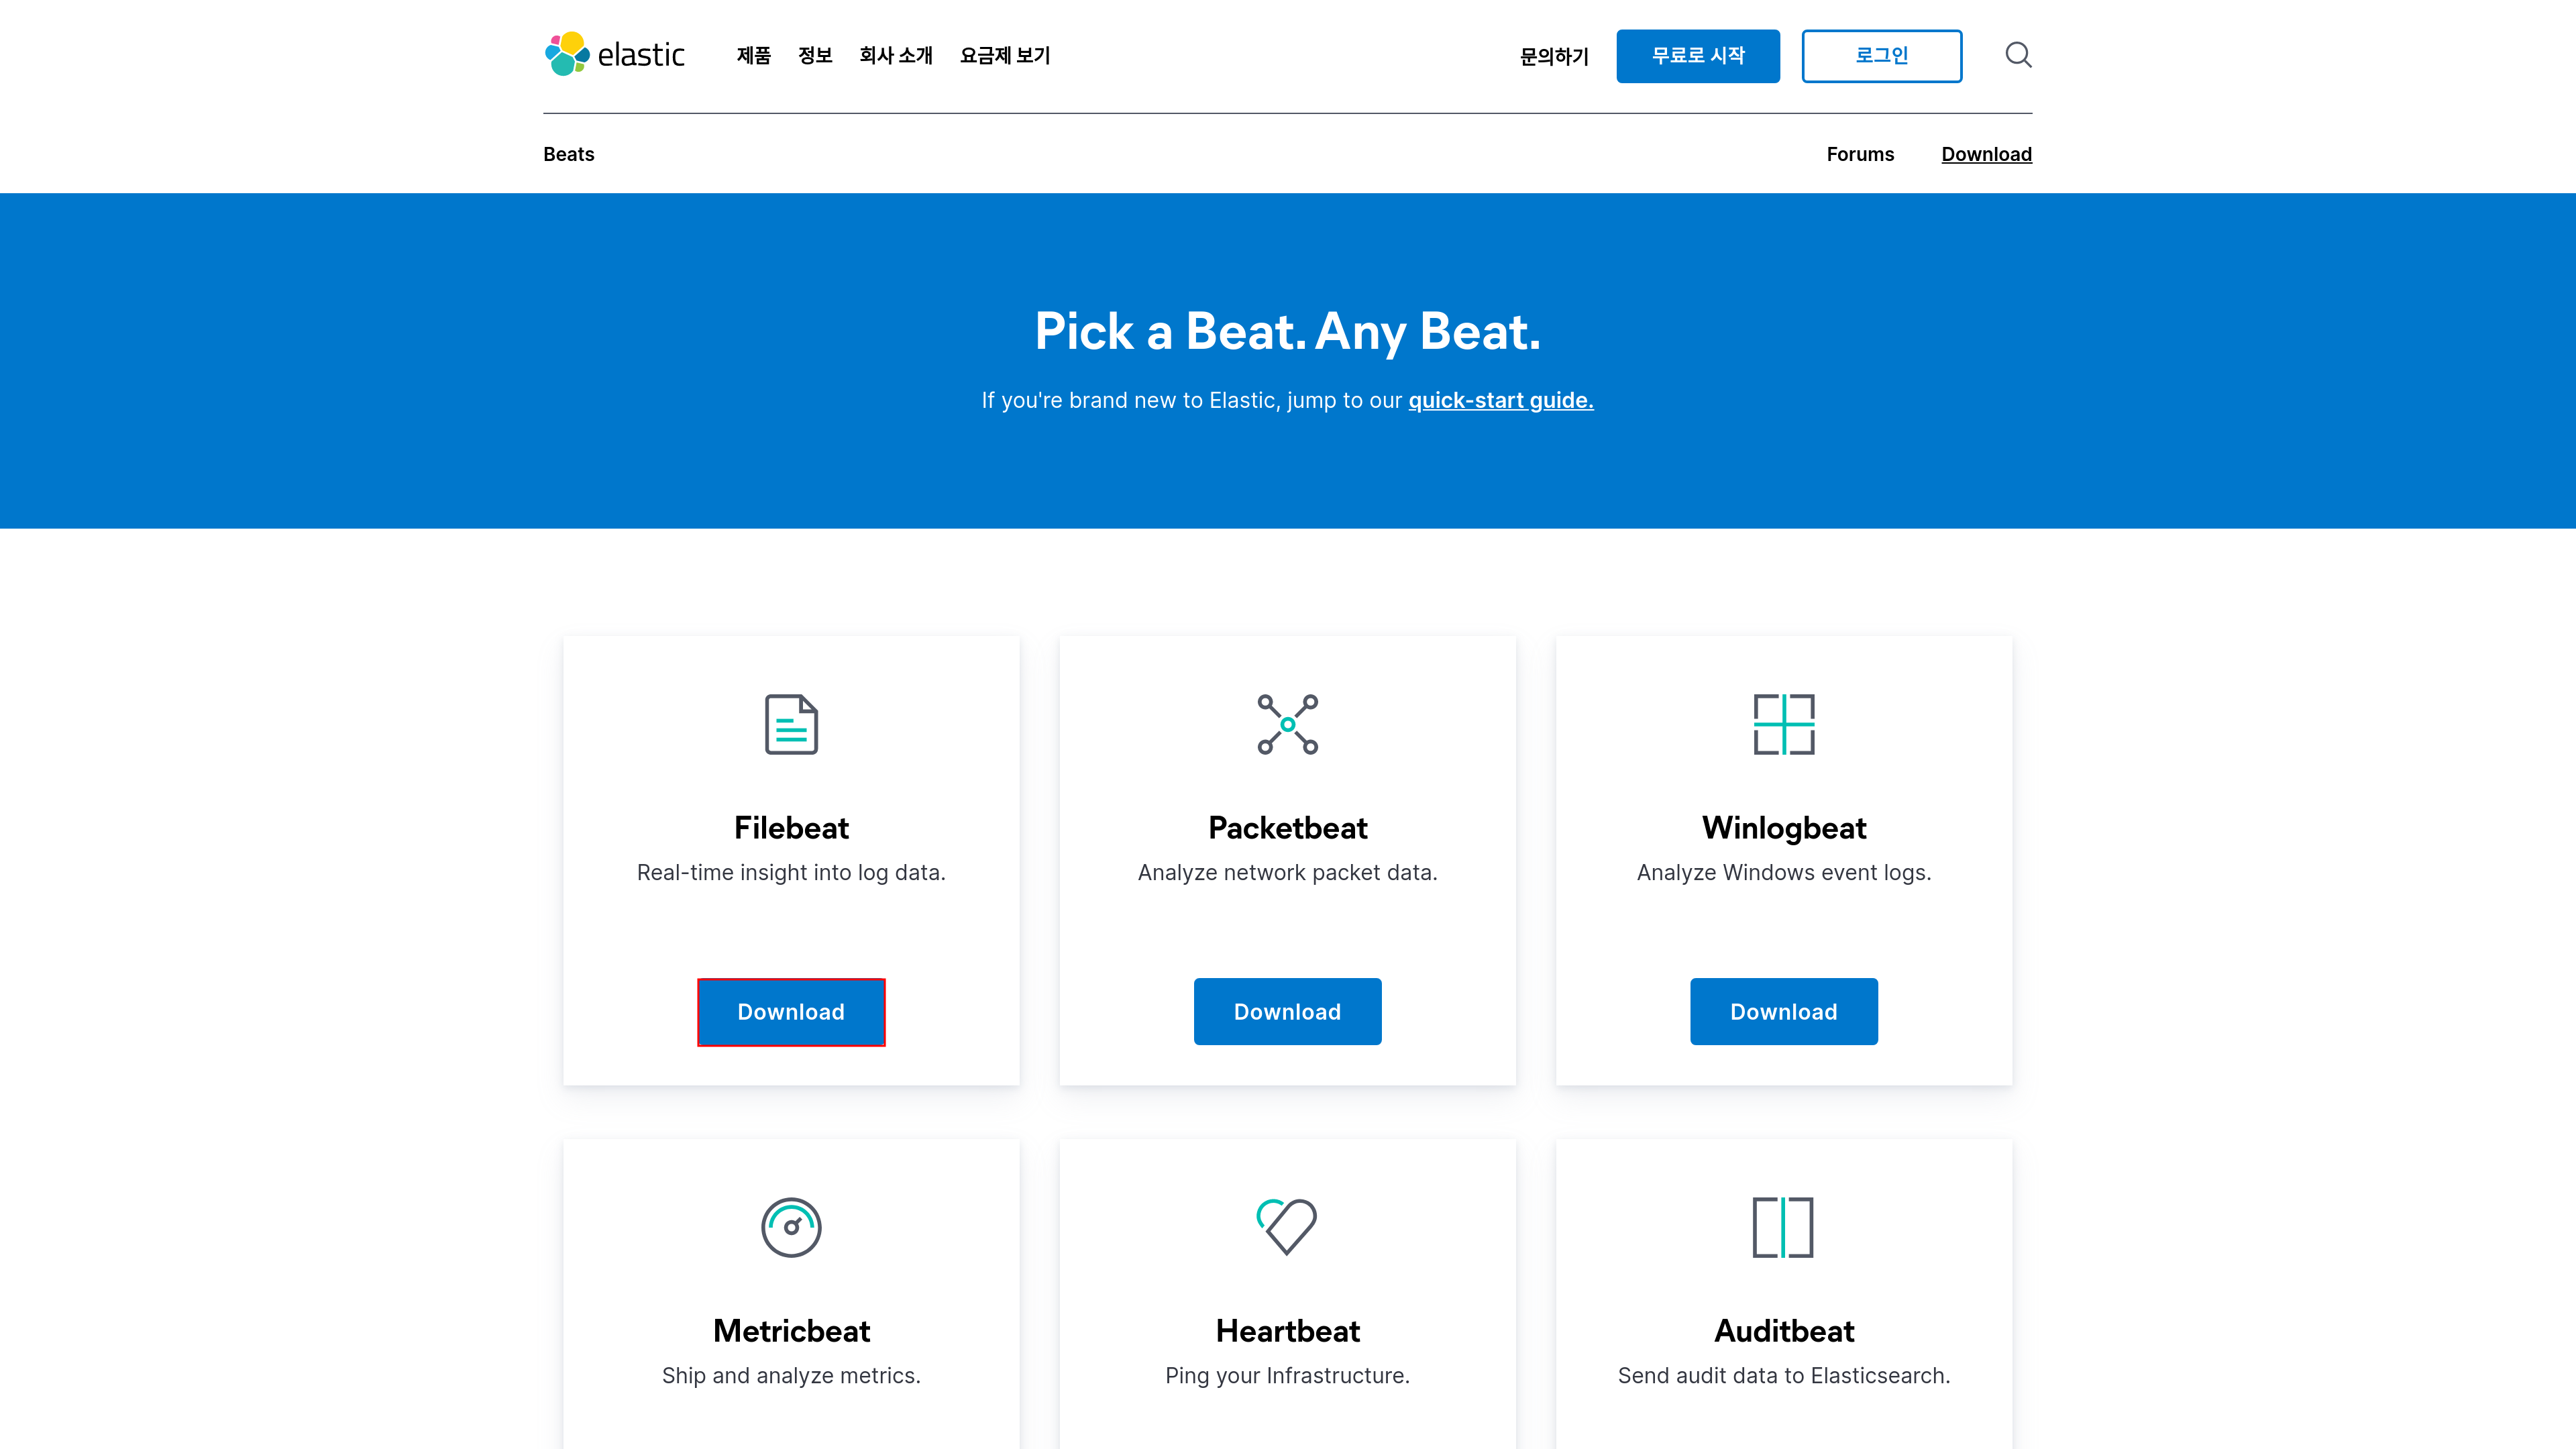 elastic 제품 정보 회사 소개 요금제 보기 문의하기 무료로 시작 로그인
Beats Forums Download
Pick a Beat. Any Beat.
If you're brand new to Elastic, jump to our quick-start guide.
Filebeat
Real-time insight into log data.
Download
Packetbeat
Analyze network packet data.
Download
Winlogbeat
Analyze Windows event logs.
Download
Metricbeat
Ship and analyze metrics.
Heartbeat
Ping your Infrastructure.
Auditbeat
Send audit data to Elasticsearch.